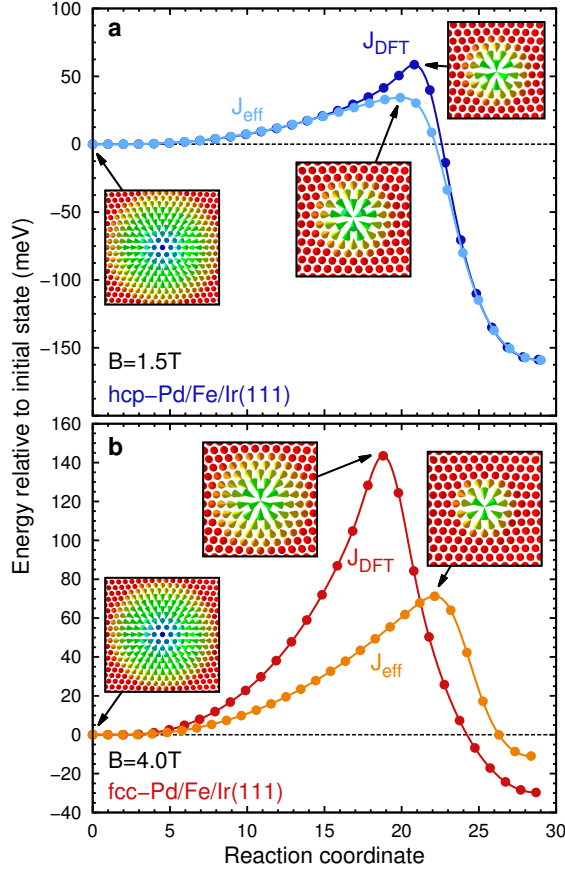 Energy relative to initial state (meV)
a
100
50
0
−50
−100
−150
J_DFT
J_eff
B=1.5T
hcp−Pd/Fe/Ir(111)
b
160
140
120
100
80
60
40
20
0
−20
−40
J_DFT
J_eff
B=4.0T
fcc−Pd/Fe/Ir(111)
0 5 10 15 20 25 30
Reaction coordinate